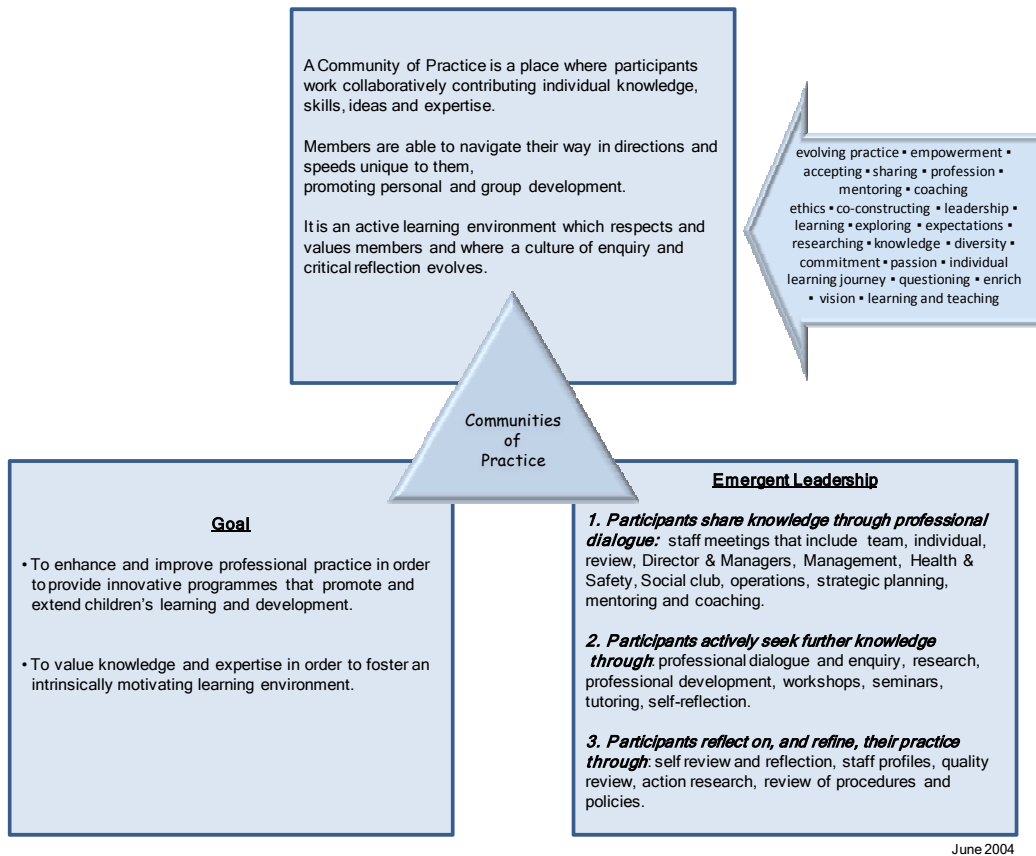 A Community of Practice is a place where participants
work collaboratively contributing individual knowledge,
skills, ideas and expertise.
Members are able to navigate their way in directions and
speeds unique to them,
promoting personal and group development.
It is an active learning environment which respects and
values members and where a culture of enquiry and
critical reflection evolves.
evolving practice ▪ empowerment ▪
accepting ▪ sharing ▪ profession ▪
mentoring ▪ coaching
ethics ▪ co-constructing ▪ leadership ▪
learning ▪ exploring ▪ expectations ▪
researching ▪ knowledge ▪ diversity ▪
commitment ▪ passion ▪ individual
learning journey ▪ questioning ▪ enrich
▪ vision ▪ learning and teaching
Communities
of
Practice
Goal
• To enhance and improve professional practice in order
to provide innovative programmes that promote and
extend children's learning and development.
• To value knowledge and expertise in order to foster an
intrinsically motivating learning environment.
Emergent Leadership
1. Participants share knowledge through professional
dialogue: staff meetings that include team, individual,
review, Director & Managers, Management, Health &
Safety, Social club, operations, strategic planning,
mentoring and coaching.
2. Participants actively seek further knowledge
through: professional dialogue and enquiry, research,
professional development, workshops, seminars,
tutoring, self-reflection.
3. Participants reflect on, and refine, their practice
through: self review and reflection, staff profiles, quality
review, action research, review of procedures and
policies.
June 2004